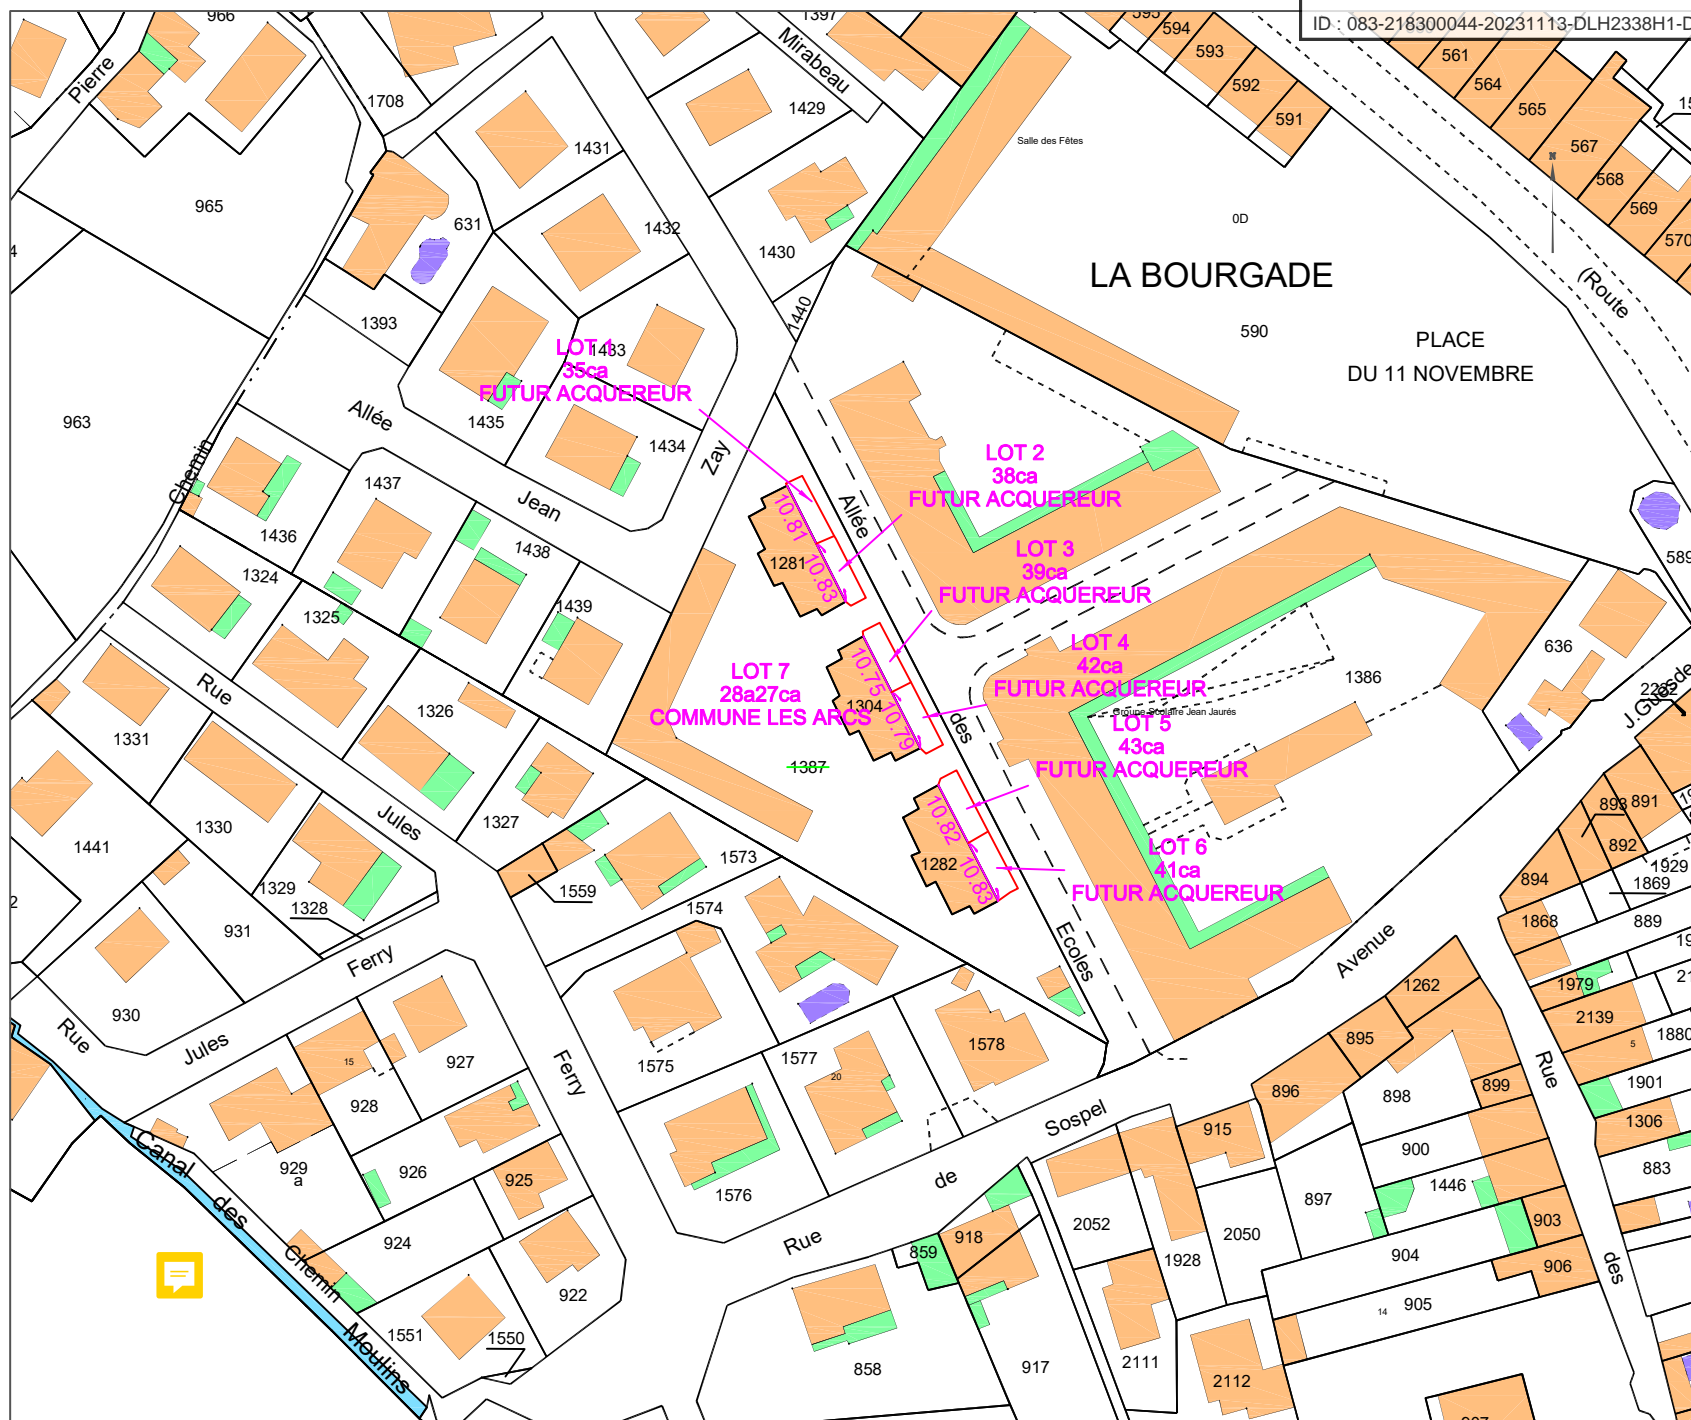 ID : 083-218300044-20231113-DLH2338H1-D
966
1397
595
594
593
592
591
561
564
565
567
568
569
570
Pierre
Mirabeau
1708
1429
1431
Salle des Fêtes
N
965
631
1432
1430
0D
LA BOURGADE
(Route
1440
590
PLACE
DU 11 NOVEMBRE
1393
1433
LOT 1
35ca
FUTUR ACQUEREUR
963
Allée
1435
1434
Zay
Chemin
1437
Jean
LOT 2
38ca
FUTUR ACQUEREUR
Allée
1436
1438
10.81
10.83
1281
589
LOT 3
39ca
FUTUR ACQUEREUR
1324
1325
1439
636
LOT 4
42ca
FUTUR ACQUEREUR
1386
LOT 7
28a27ca
COMMUNE LES ARCS
10.75
10.79
1304
Rue
1326
des
Groupe Scolaire Jean Jaurés
J.Guesde
2222
LOT 5
43ca
FUTUR ACQUEREUR
1331
1387
1330
Jules
1327
10.82
10.83
1282
893
891
892
1441
1573
LOT 6
41ca
FUTUR ACQUEREUR
1929
1869
894
1329
1328
1559
1574
931
Ecoles
Avenue
1868
889
Ferry
1979
1262
930
Rue
Jules
2139
895
1880
15
927
Ferry
1575
1577
20
1578
5
Rue
899
1901
896
898
928
Sospel
915
1306
Canal
929
a
926
925
900
883
des
1576
de
1446
897
2052
903
924
Rue
918
859
2050
904
des
Chemin
1928
906
922
905
14
1551
1550
Moulins
858
917
2111
2112